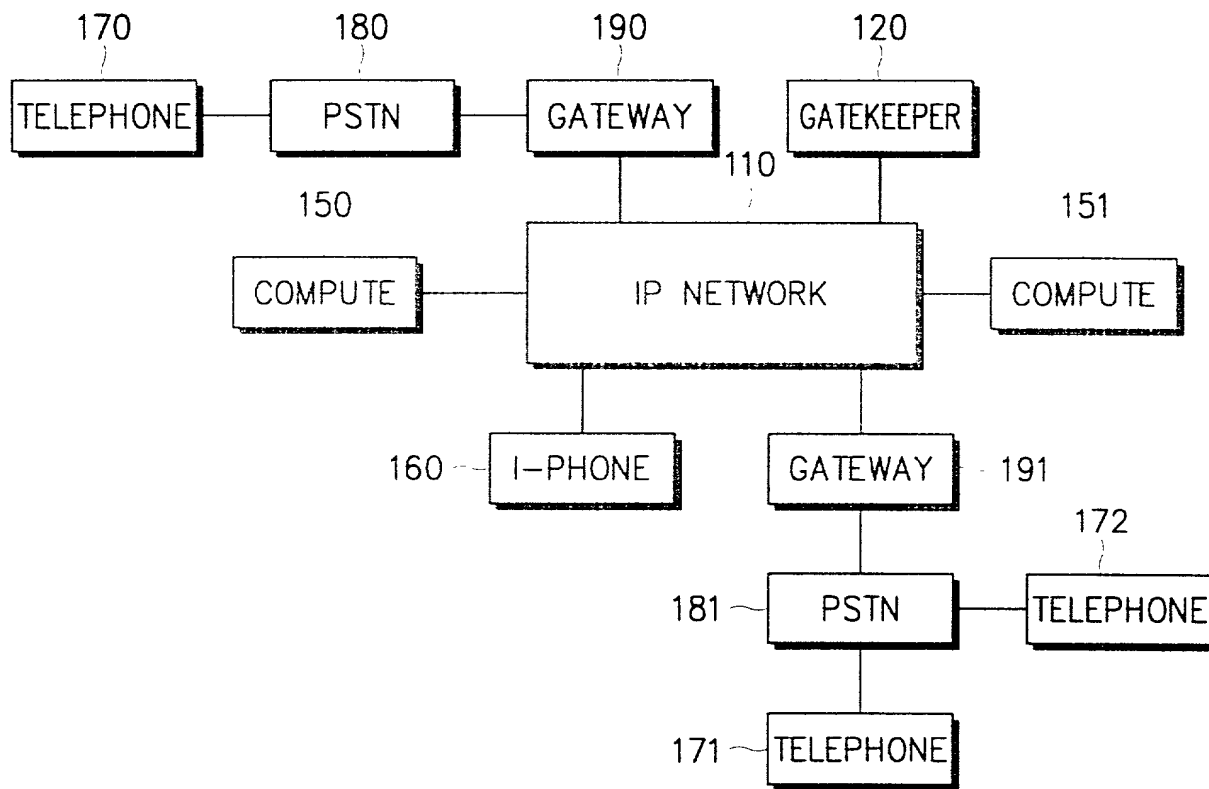 170 180 190 120
TELEPHONE PSTN GATEWAY GATEKEEPER
110
150 151
COMPUTE IP NETWORK COMPUTE
160 I-PHONE GATEWAY 191
172
181 PSTN TELEPHONE
171 TELEPHONE